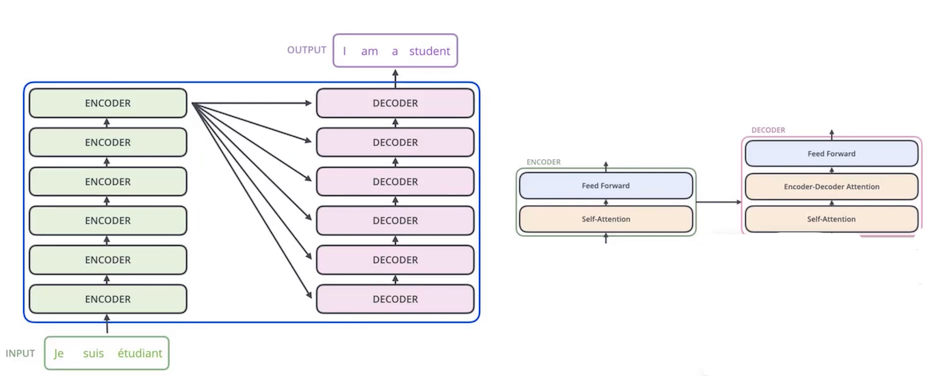 OUTPUT I am a student
ENCODER
ENCODER
ENCODER
ENCODER
ENCODER
ENCODER
DECODER
DECODER
DECODER
DECODER
DECODER
DECODER
INPUT Je suis étudiant
ENCODER
Feed Forward
Self-Attention
DECODER
Feed Forward
Encoder-Decoder Attention
Self-Attention